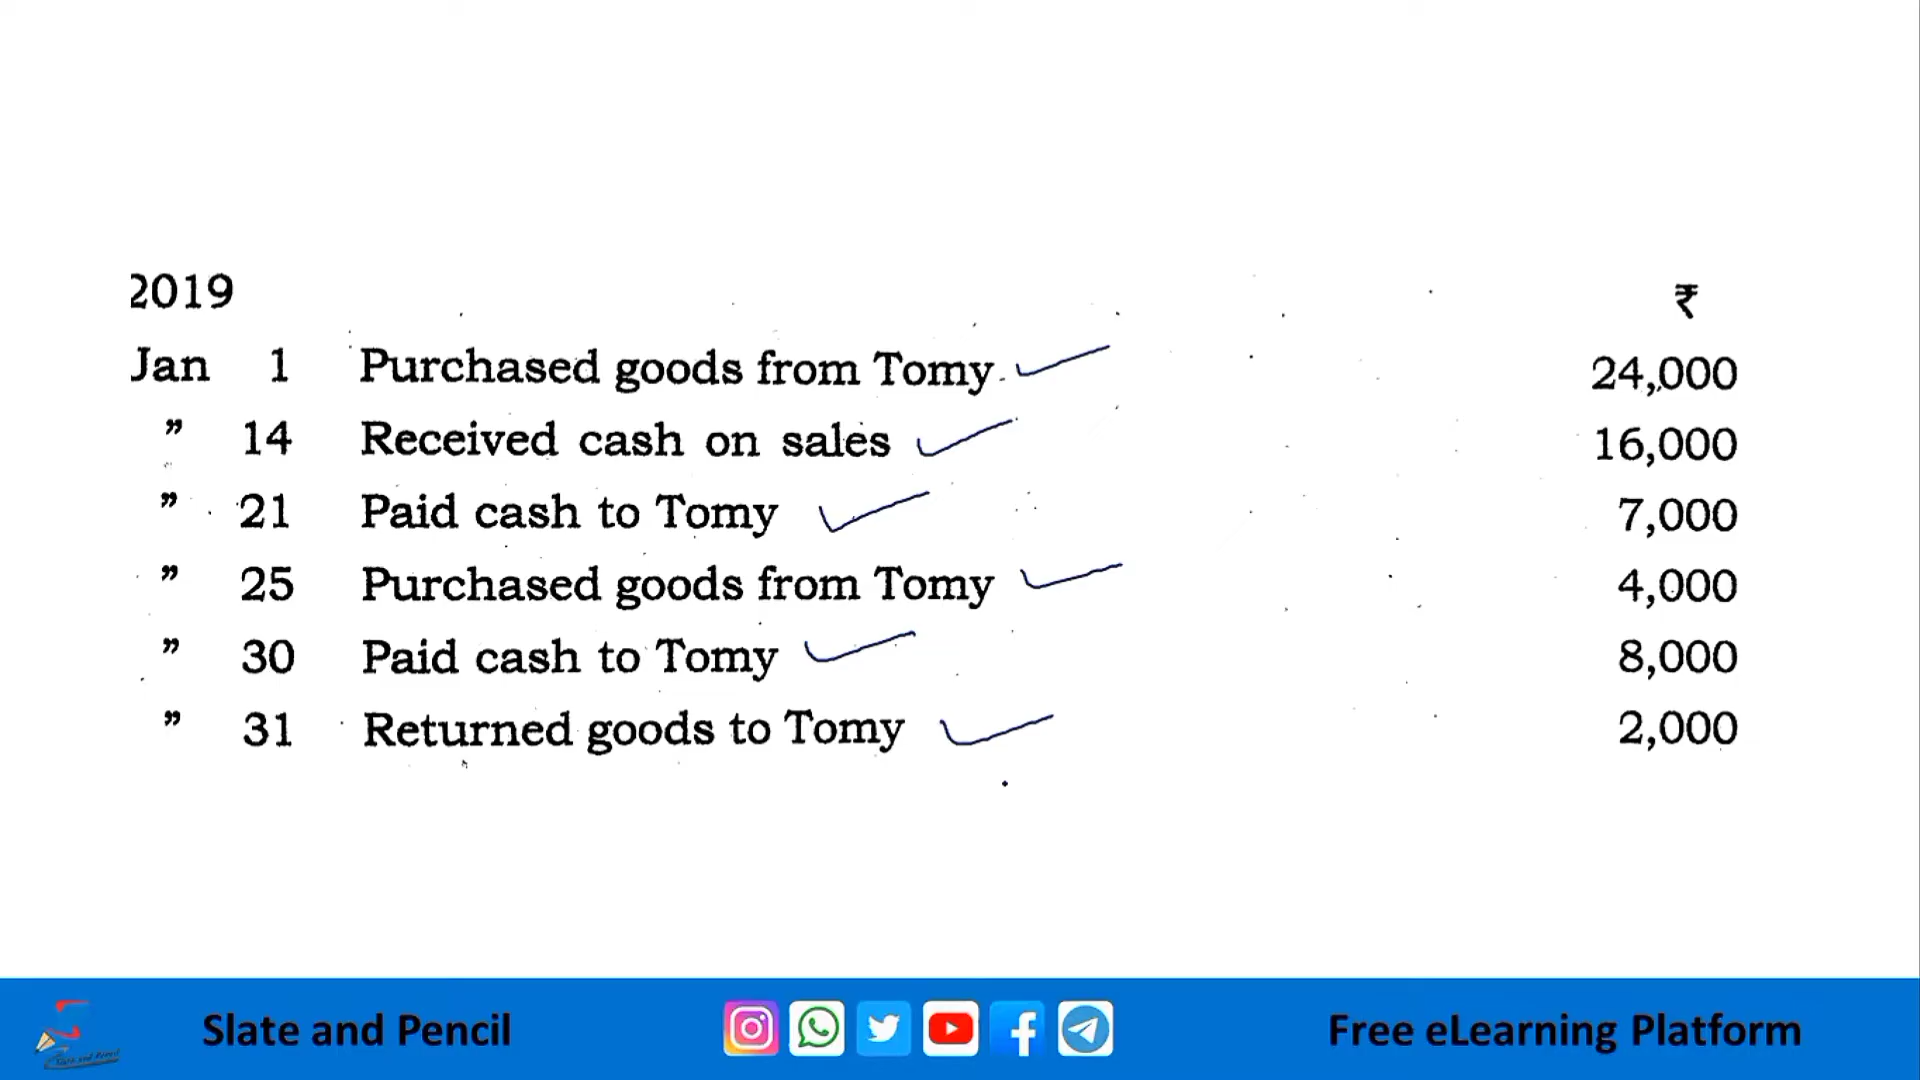 2019 ₹
Jan 1 Purchased goods from Tomy 24,000
” 14 Received cash on sales 16,000
” 21 Paid cash to Tomy 7,000
” 25 Purchased goods from Tomy 4,000
” 30 Paid cash to Tomy 8,000
” 31 Returned goods to Tomy 2,000
Slate and Pencil Free eLearning Platform